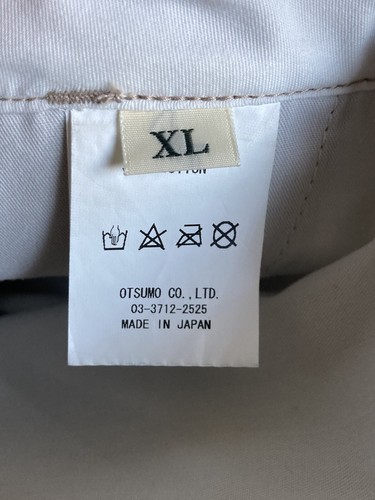 XL
OTSUMO CO.,LTD.
03-3712-2525
MADE IN JAPAN